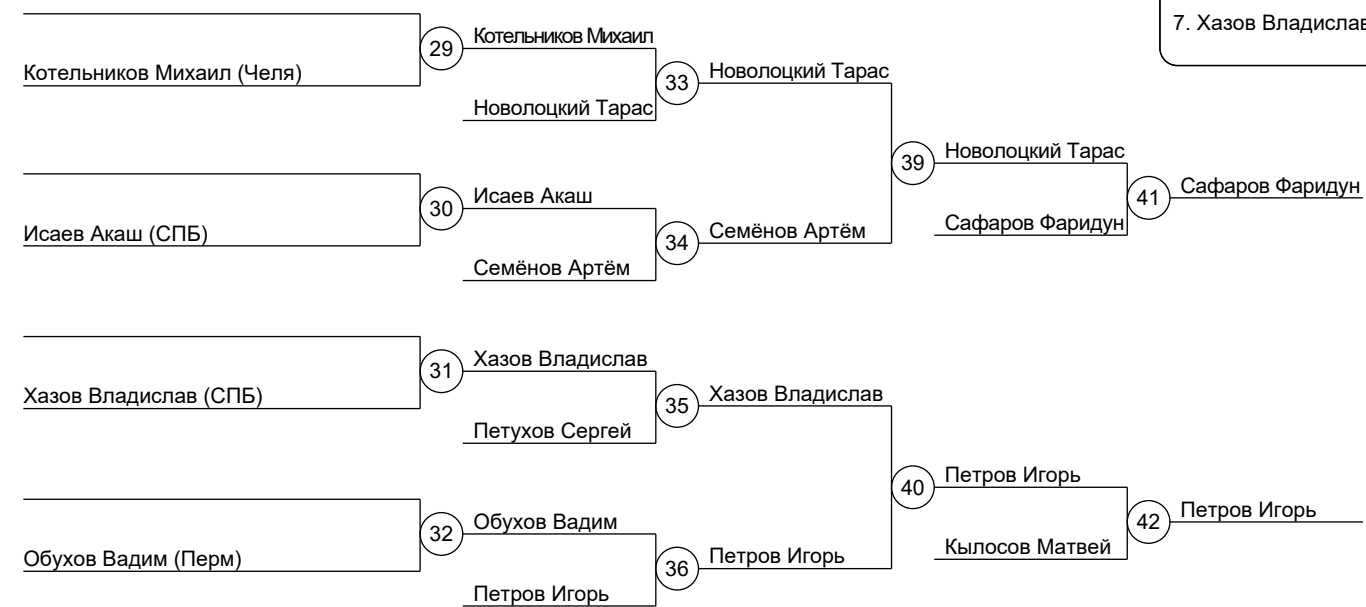 7. Хазов Владислав
29
Котельников Михаил
Котельников Михаил (Челя)
33
Новолоцкий Тарас
Новолоцкий Тарас
39
Новолоцкий Тарас
41
Сафаров Фаридун
Исаев Акаш
30
Исаев Акаш (СПБ)
34
Семёнов Артём
Сафаров Фаридун
Семёнов Артём
31
Хазов Владислав
Хазов Владислав (СПБ)
35
Хазов Владислав
Петухов Сергей
40
Петров Игорь
32
Обухов Вадим
42
Петров Игорь
Обухов Вадим (Перм)
36
Петров Игорь
Кылосов Матвей
Петров Игорь